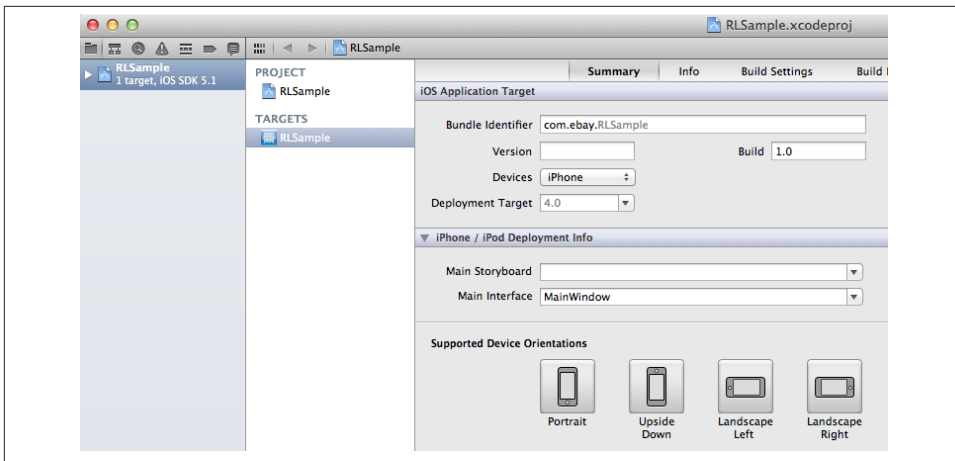 RLSample.xcodeproj
RLSample
RLSample
1 target, iOS SDK 5.1
PROJECT
RLSample
TARGETS
RLSample
Summary Info Build Settings Build
iOS Application Target
Bundle Identifier com.ebay.RLSample
Version Build 1.0
Devices iPhone
Deployment Target 4.0
iPhone / iPod Deployment Info
Main Storyboard
Main Interface MainWindow
Supported Device Orientations
Portrait
Upside Down
Landscape Left
Landscape Right